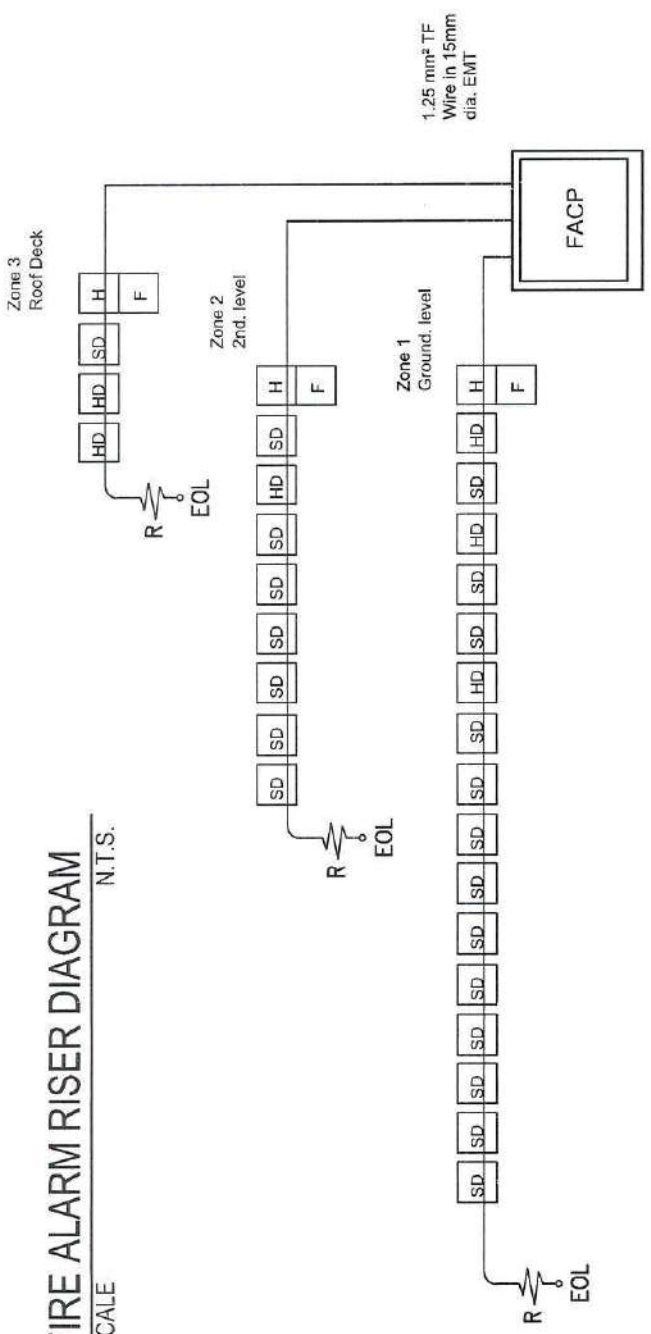 Zone 3
Roof Deck
IRE ALARM RISER DIAGRAM
CALE N.T.S.
HD HD SD H
F
R
EOL
Zone 2
2nd. level
SD SD SD SD SD SD HD SD H
F
R
EOL
1.25 mm² TF
Wire in 15mm
dia. EMT
Zone 1
Ground. level
SD SD SD SD SD SD SD SD SD SD HD SD SD HD SD HD H
F
R
EOL
FACP